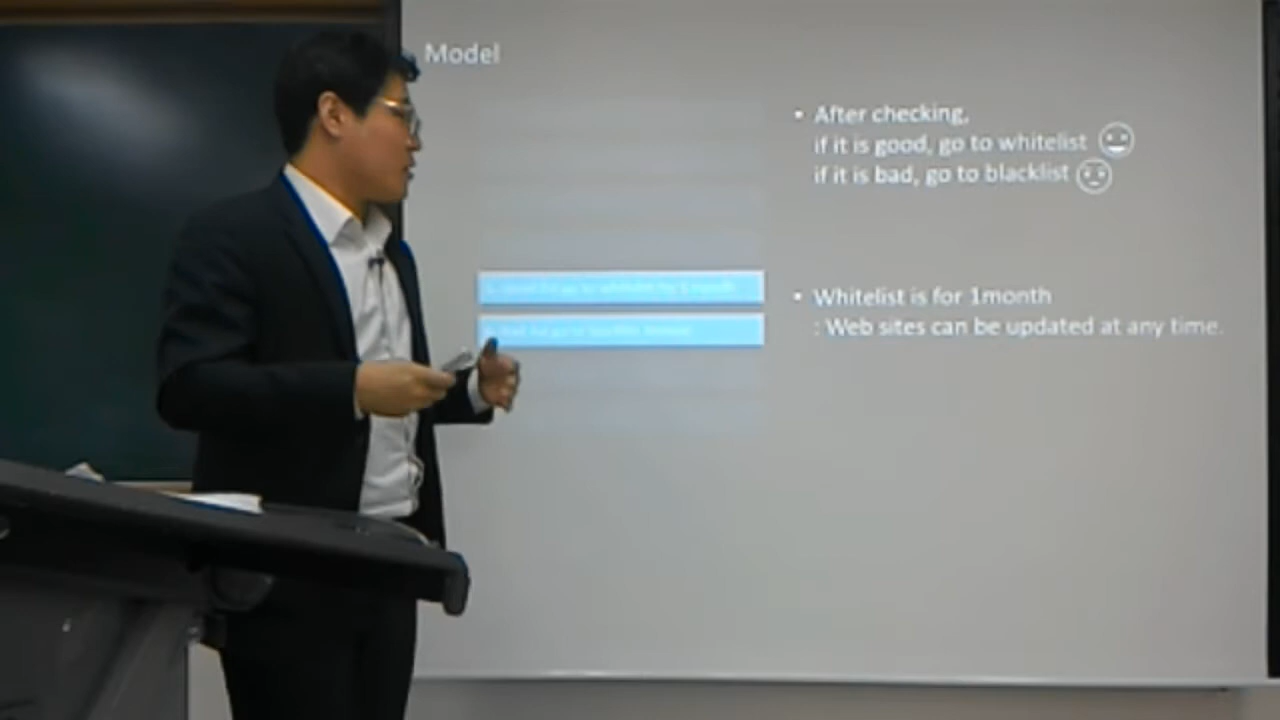 Model
• After checking,
if it is good, go to whitelist
if it is bad, go to blacklist
• Whitelist is for 1month
: Web sites can be updated at any time.